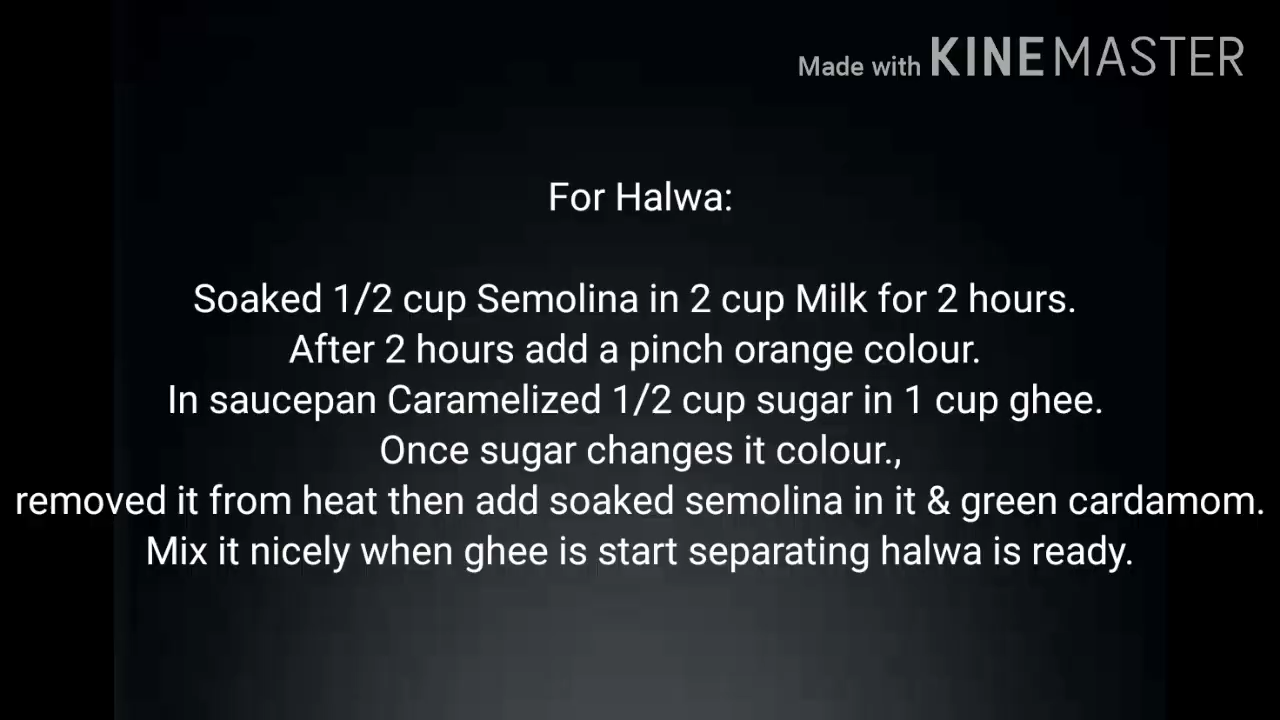 Made with KINEMASTER
For Halwa:
Soaked 1/2 cup Semolina in 2 cup Milk for 2 hours.
After 2 hours add a pinch orange colour.
In saucepan Caramelized 1/2 cup sugar in 1 cup ghee.
Once sugar changes it colour.,
removed it from heat then add soaked semolina in it & green cardamom.
Mix it nicely when ghee is start separating halwa is ready.